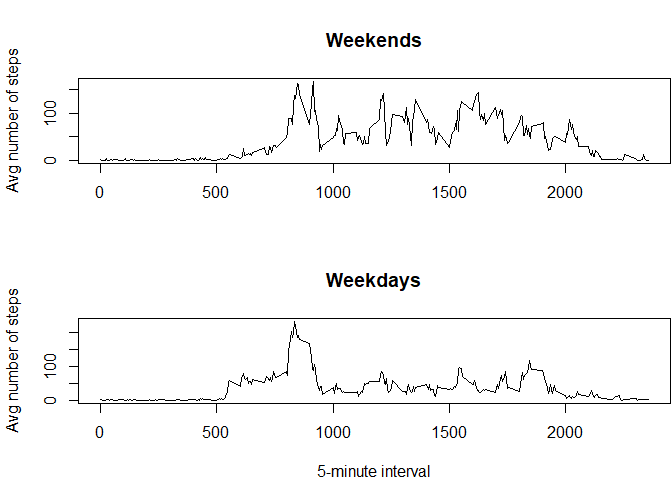 Weekends
Avg number of steps
0 100
0 500 1000 1500 2000
Weekdays
Avg number of steps
0 100
0 500 1000 1500 2000
5-minute interval